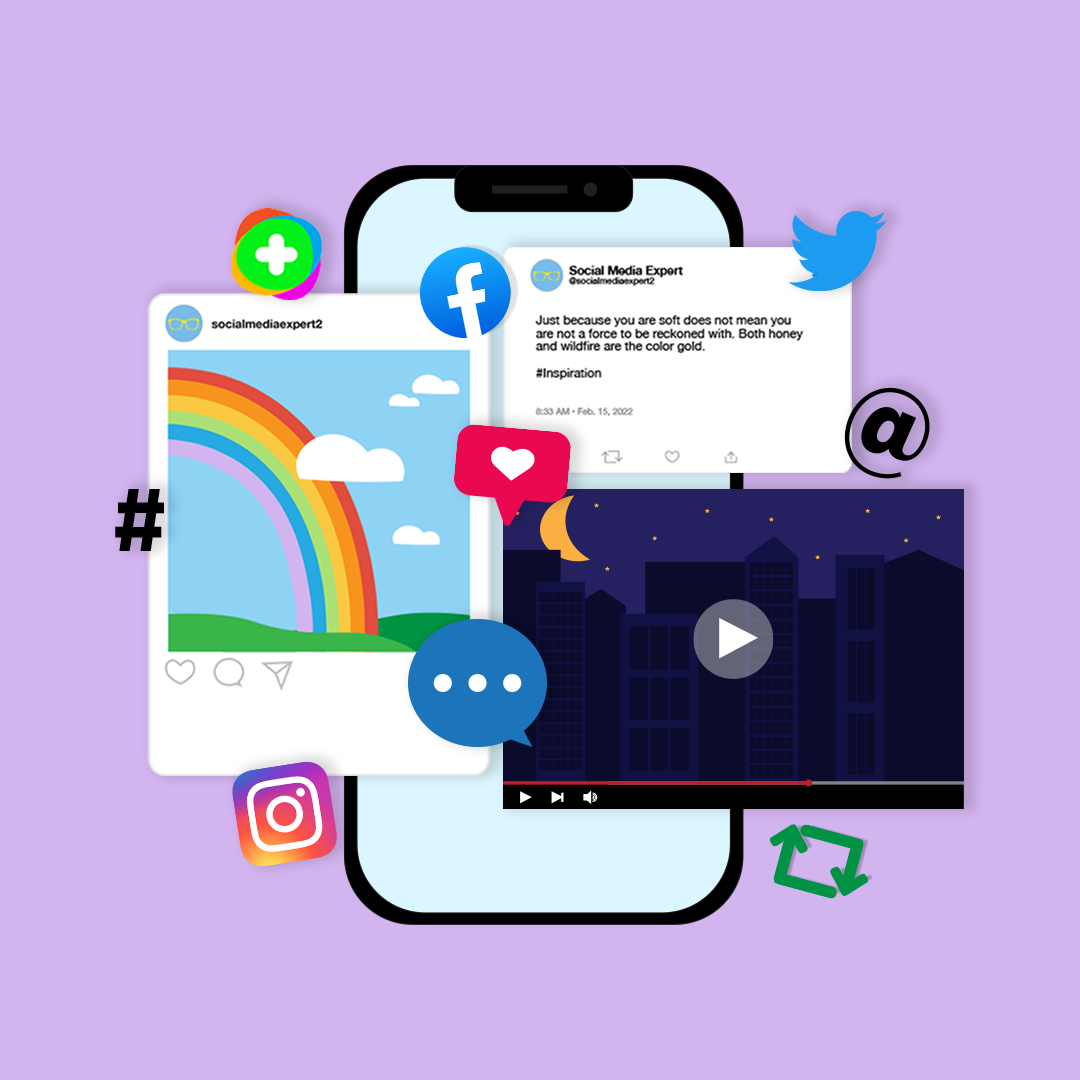 socialmediaexpert2
Social Media Expert
@socialmediaexpert2
Just because you are soft does not mean you
are not a force to be reckoned with. Both honey
and wildfire are the color gold.
#Inspiration
8:33 AM • Feb. 15, 2022
f
@
#